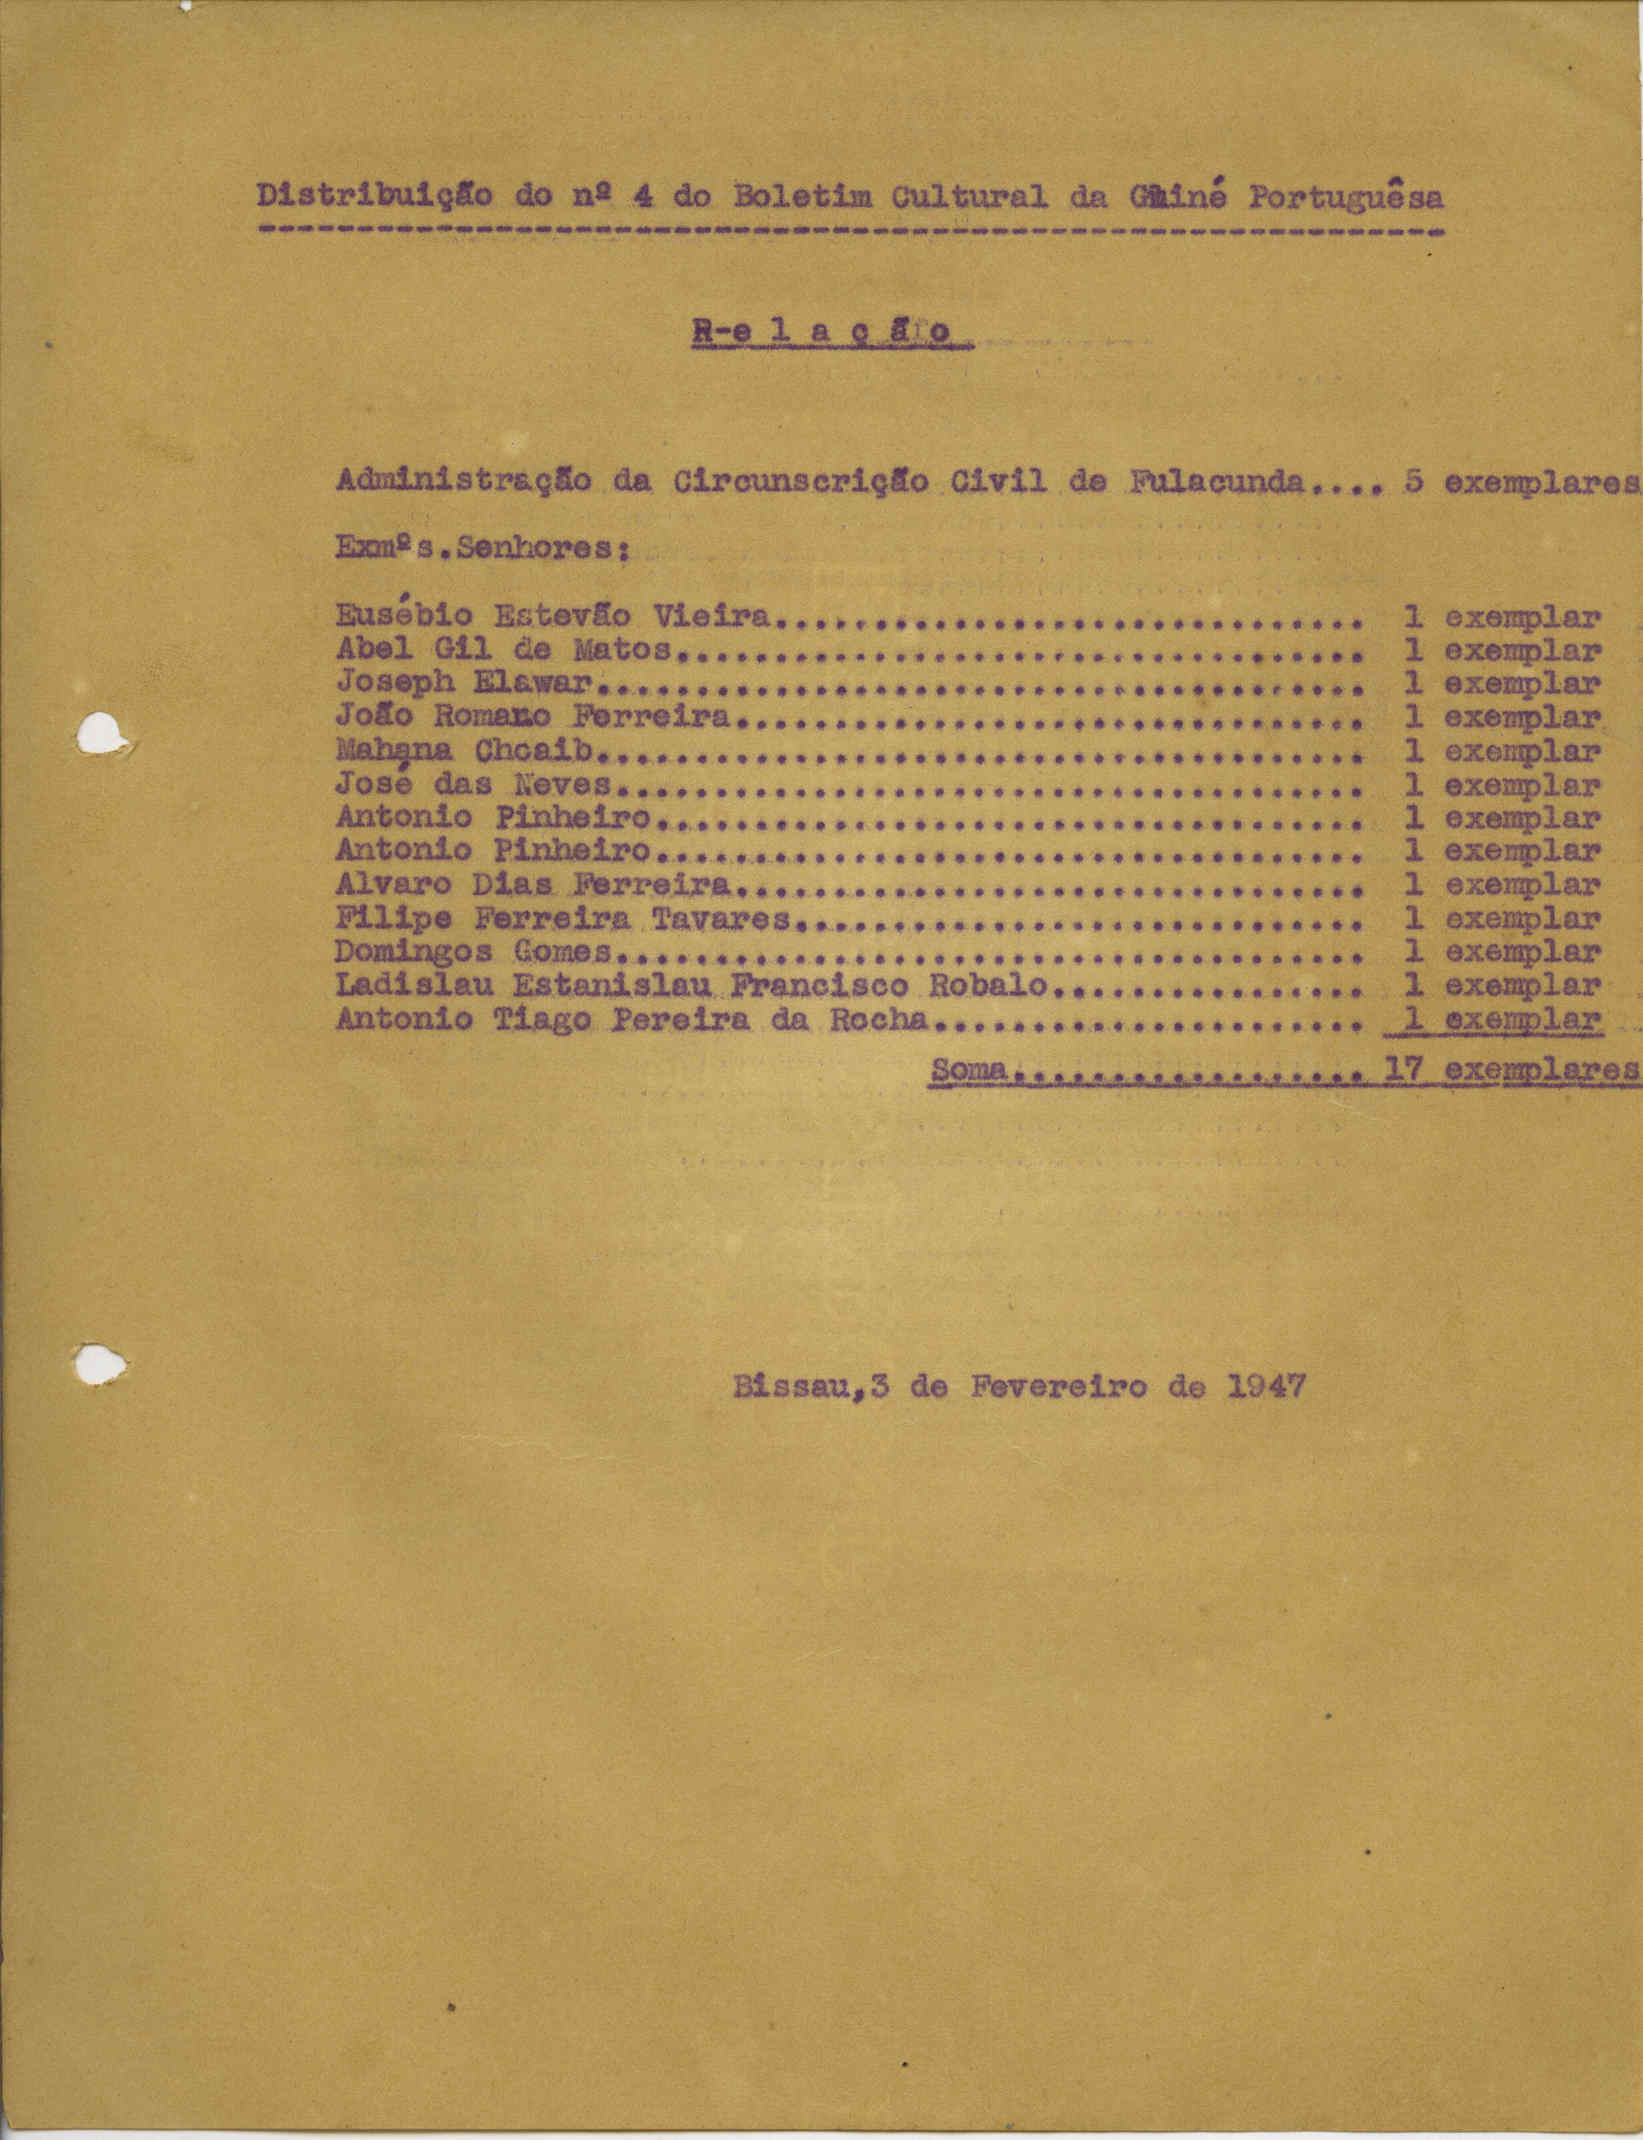 Distribuição do nº 4 do Boletim Cultural da Guiné Portuguêsa
R-e l a ç ã o
Administração da Circunscrição Civil de Fulacunda.... 5 exemplares
Exmºs.Senhores:
Eusébio Estevão Vieira.............................. 1 exemplar
Abel Gil de Matos................................... 1 exemplar
Joseph Elawar....................................... 1 exemplar
João Romano Ferreira................................ 1 exemplar
Mahana Choaib....................................... 1 exemplar
José das Neves...................................... 1 exemplar
Antonio Pinheiro.................................... 1 exemplar
Antonio Pinheiro.................................... 1 exemplar
Alvaro Dias Ferreira................................ 1 exemplar
Filipe Ferreira Tavares............................. 1 exemplar
Domingos Gomes...................................... 1 exemplar
Ladislau Estanislau Francisco Robalo................ 1 exemplar
Antonio Tiago Pereira da Rocha...................... 1 exemplar
Soma.................. 17 exemplares
Bissau,3 de Fevereiro de 1947